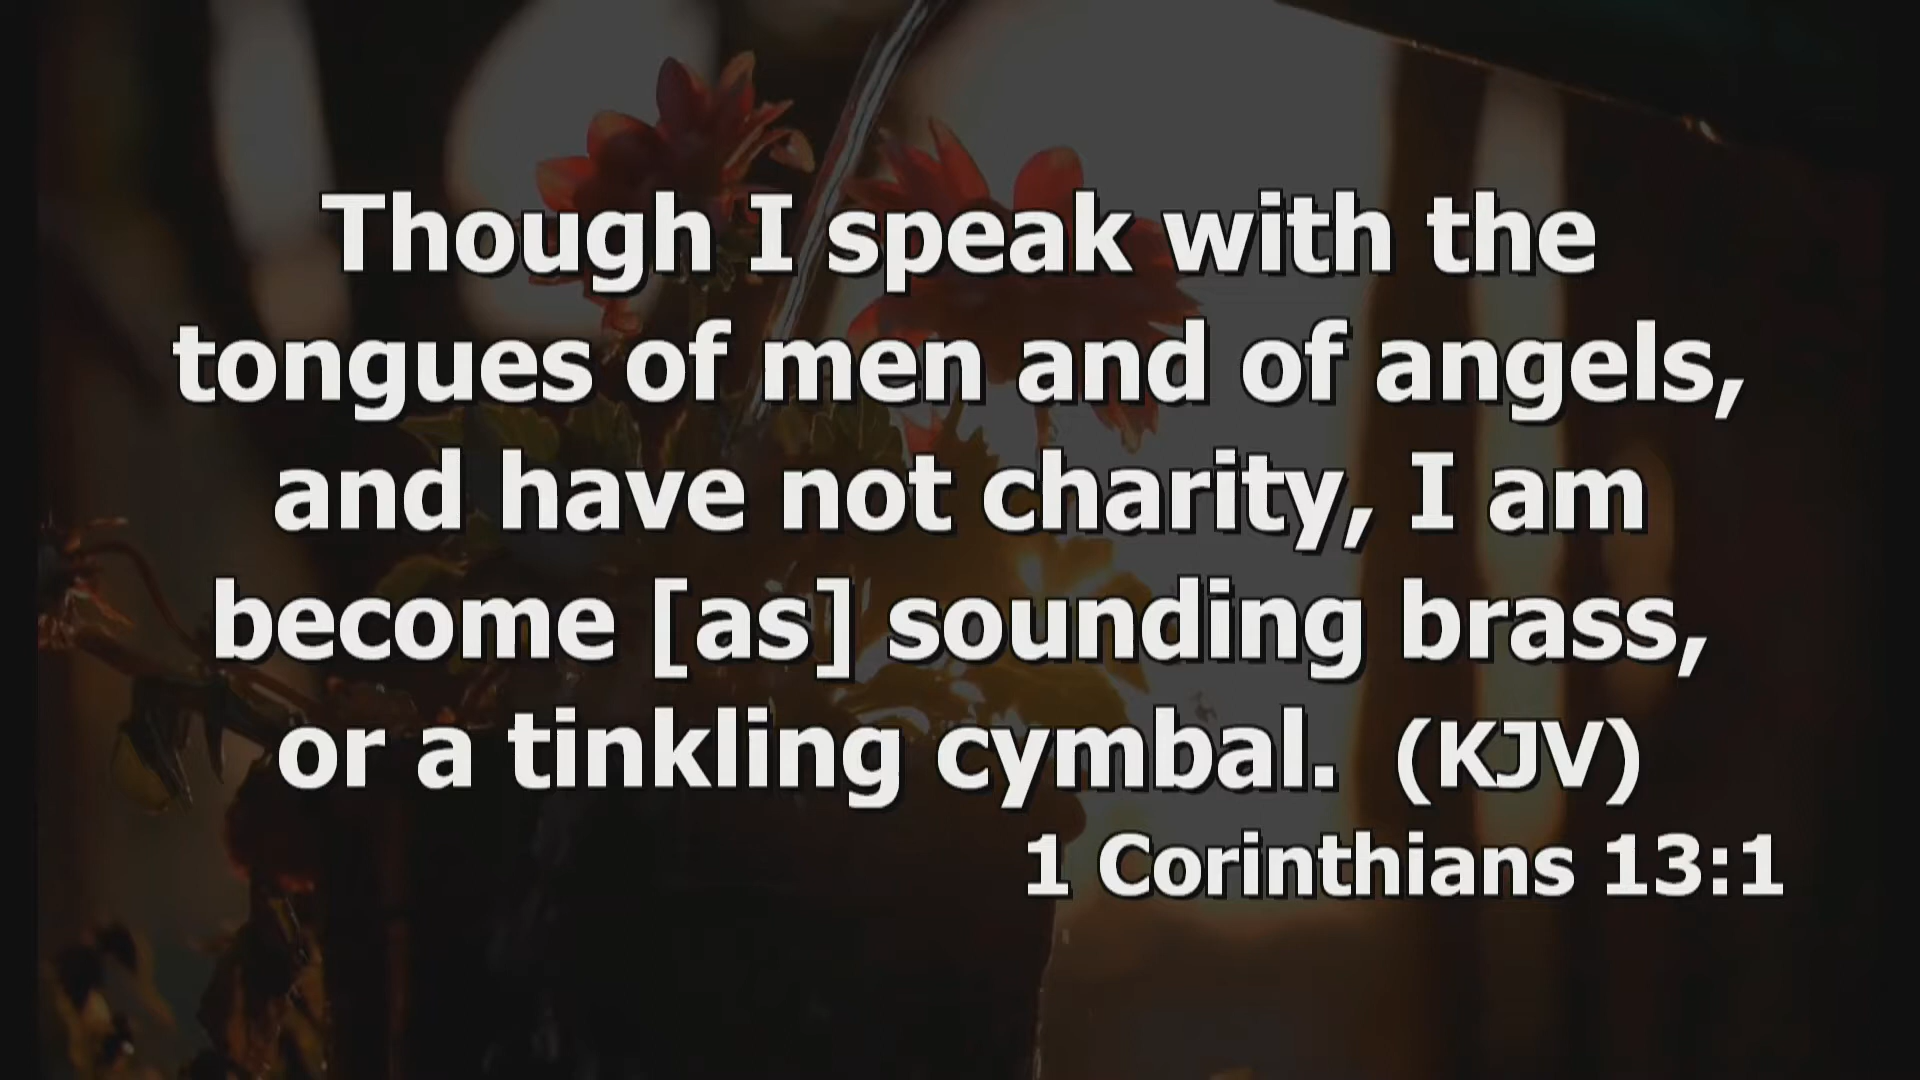 Though I speak with the
tongues of men and of angels,
and have not charity, I am
become [as] sounding brass,
or a tinkling cymbal. (KJV)
1 Corinthians 13:1